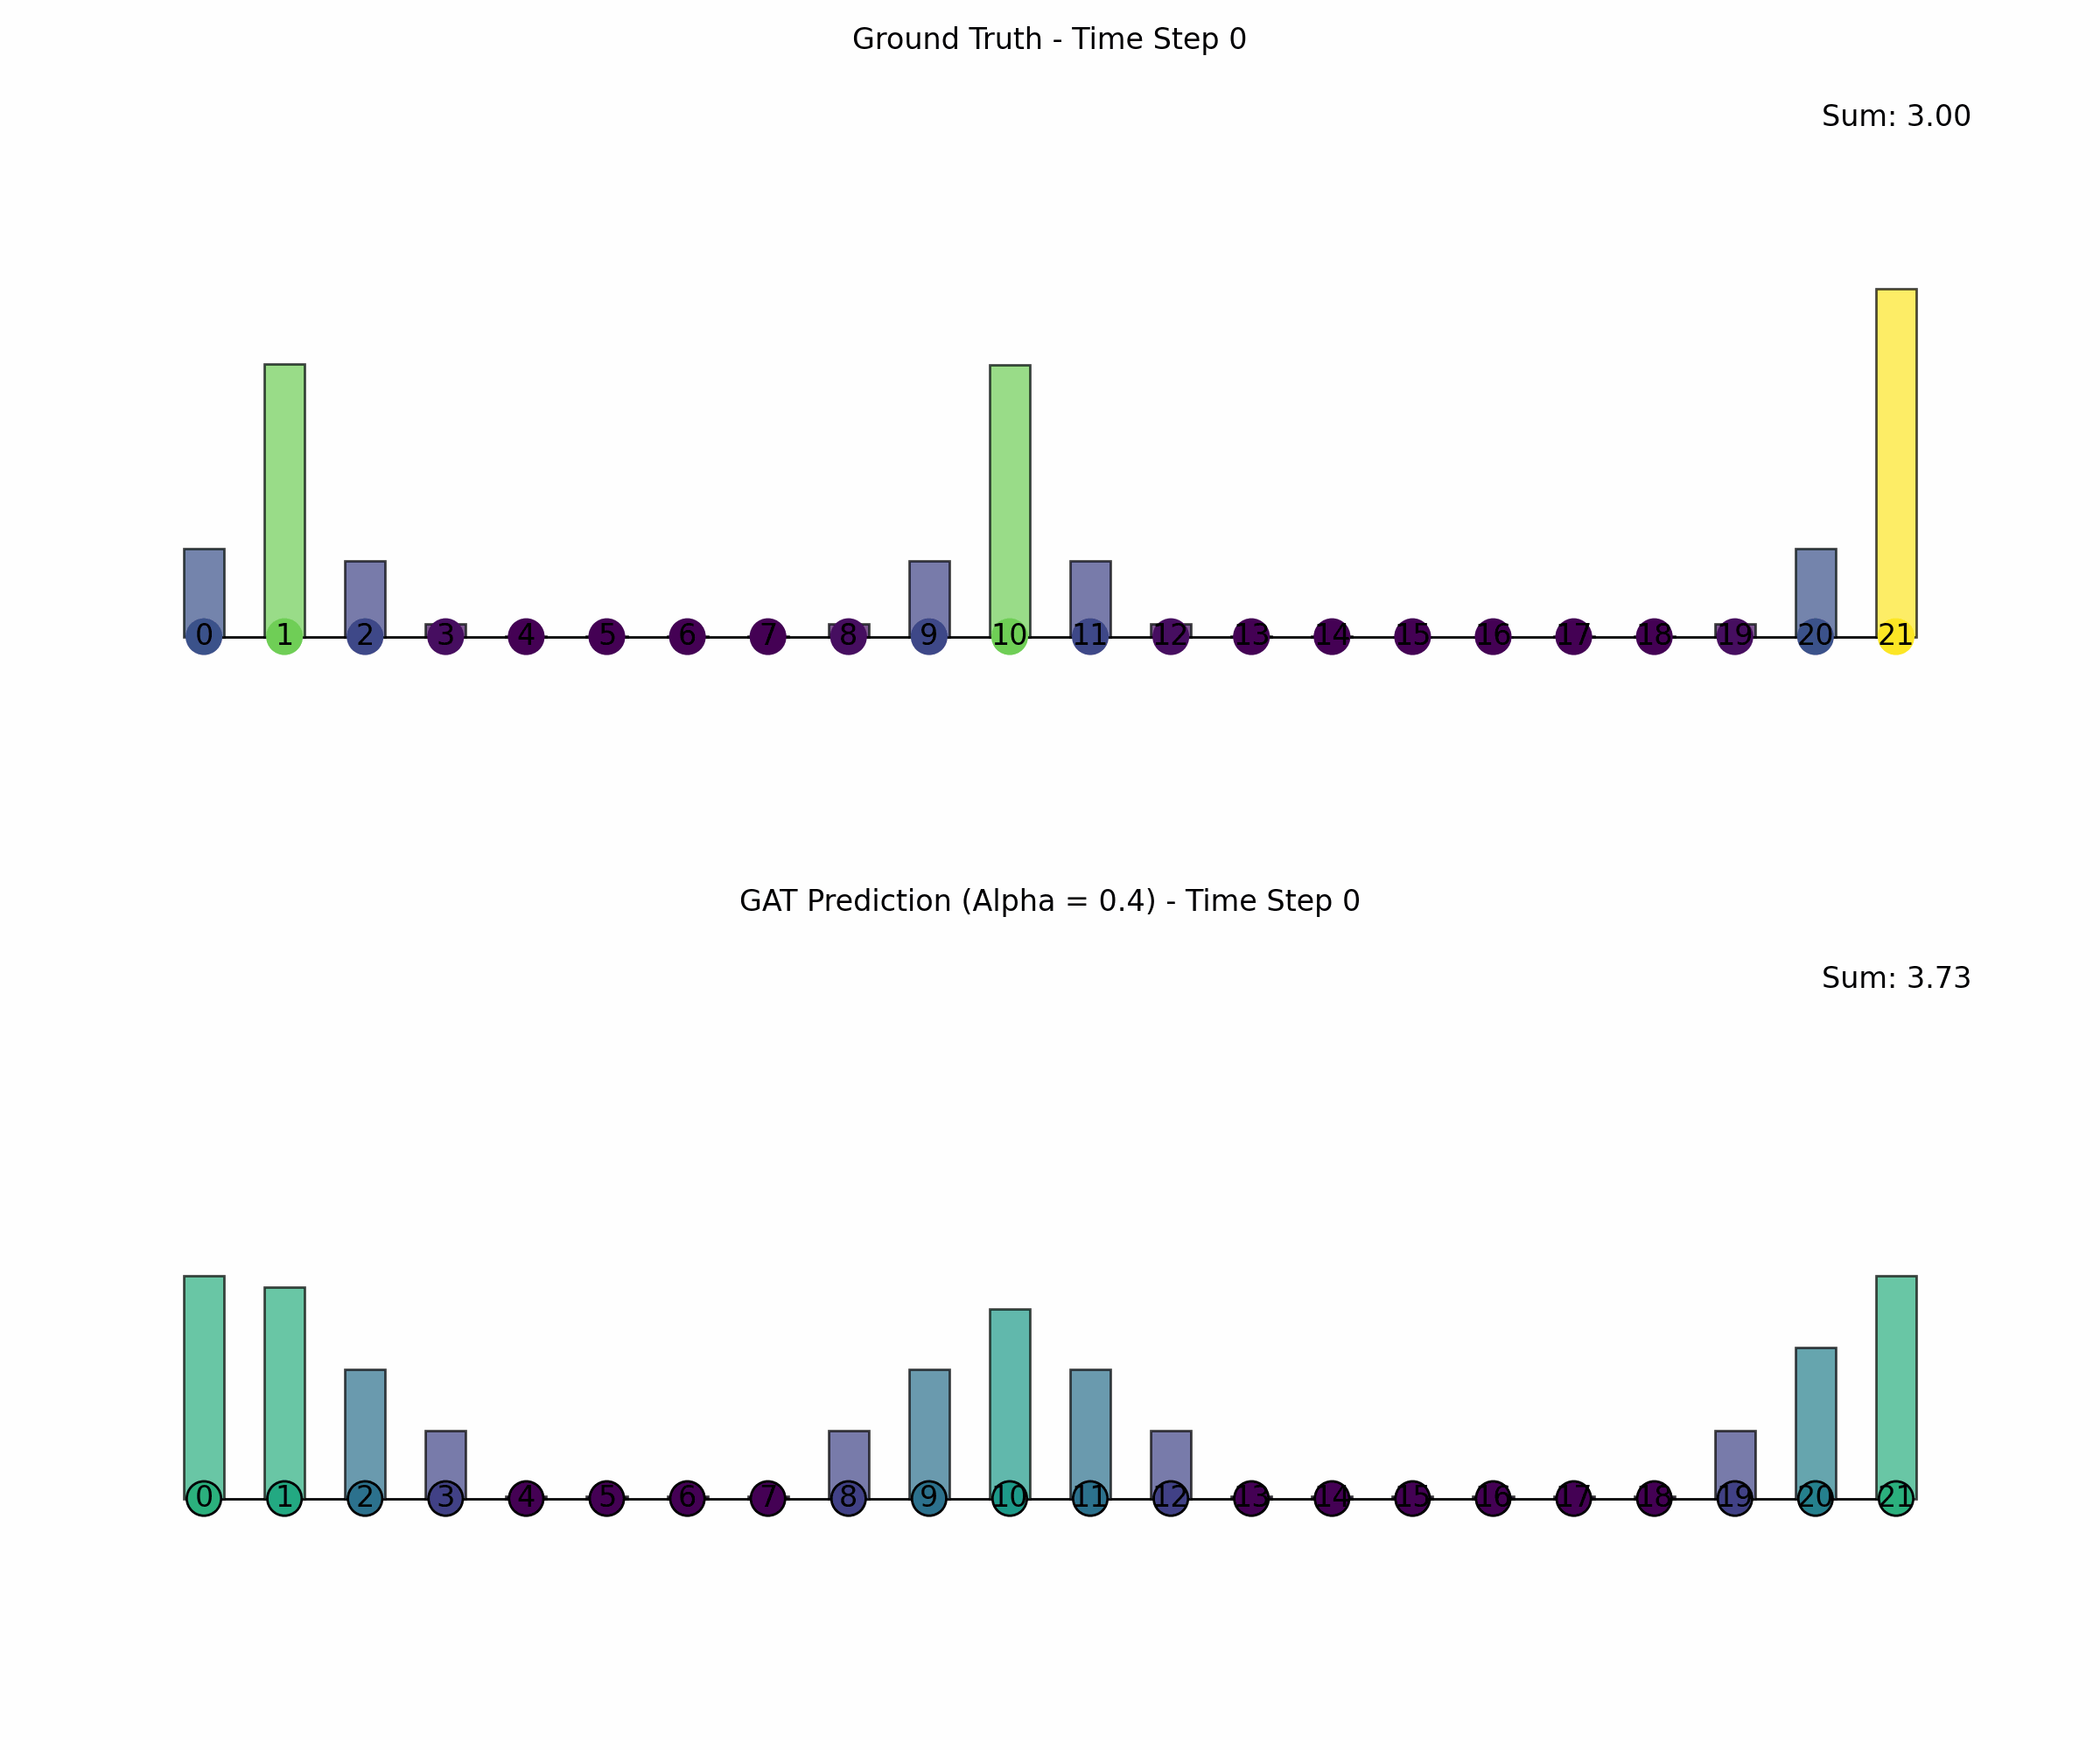 Ground Truth - Time Step 0
Sum: 3.00
0 1 2 3 4 5 6 7 8 9 10 11 12 13 14 15 16 17 18 19 20 21
GAT Prediction (Alpha = 0.4) - Time Step 0
Sum: 3.73
0 1 2 3 4 5 6 7 8 9 10 11 12 13 14 15 16 17 18 19 20 21